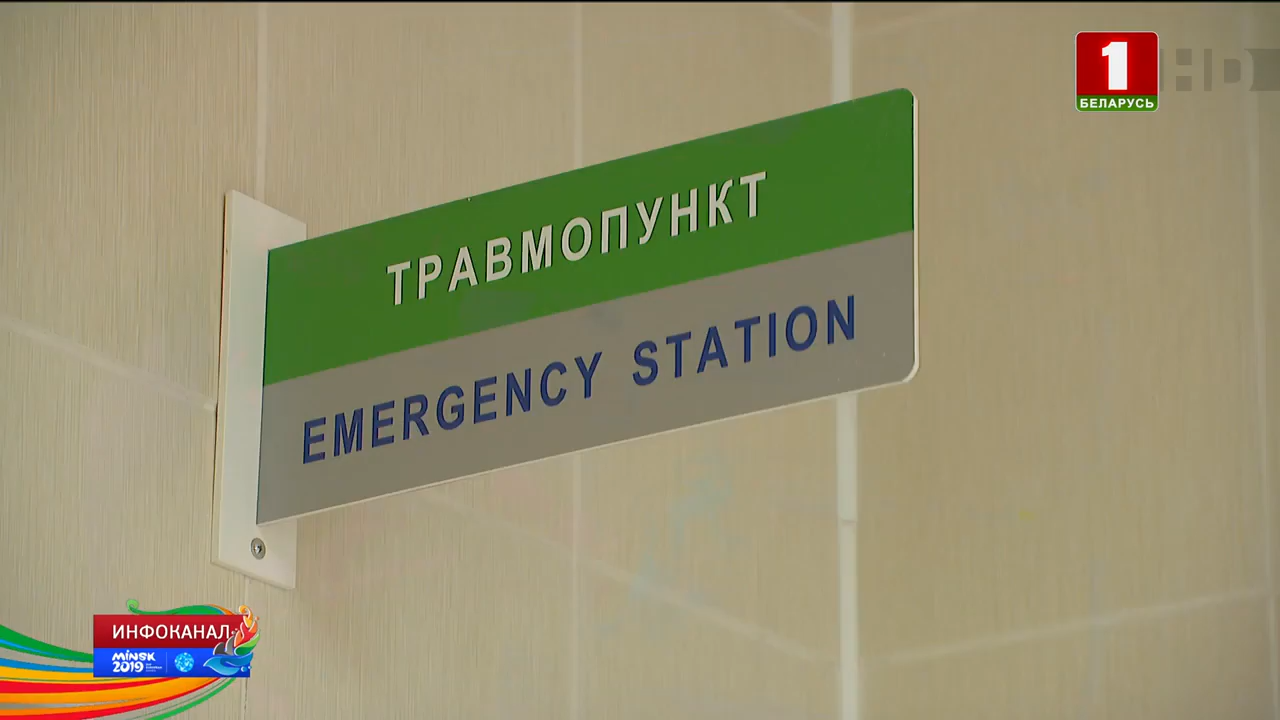 1
HD
БЕЛАРУСЬ
ТРАВМОПУНКТ
EMERGENCY STATION
ИНФОКАНАЛ
MINSK
2019